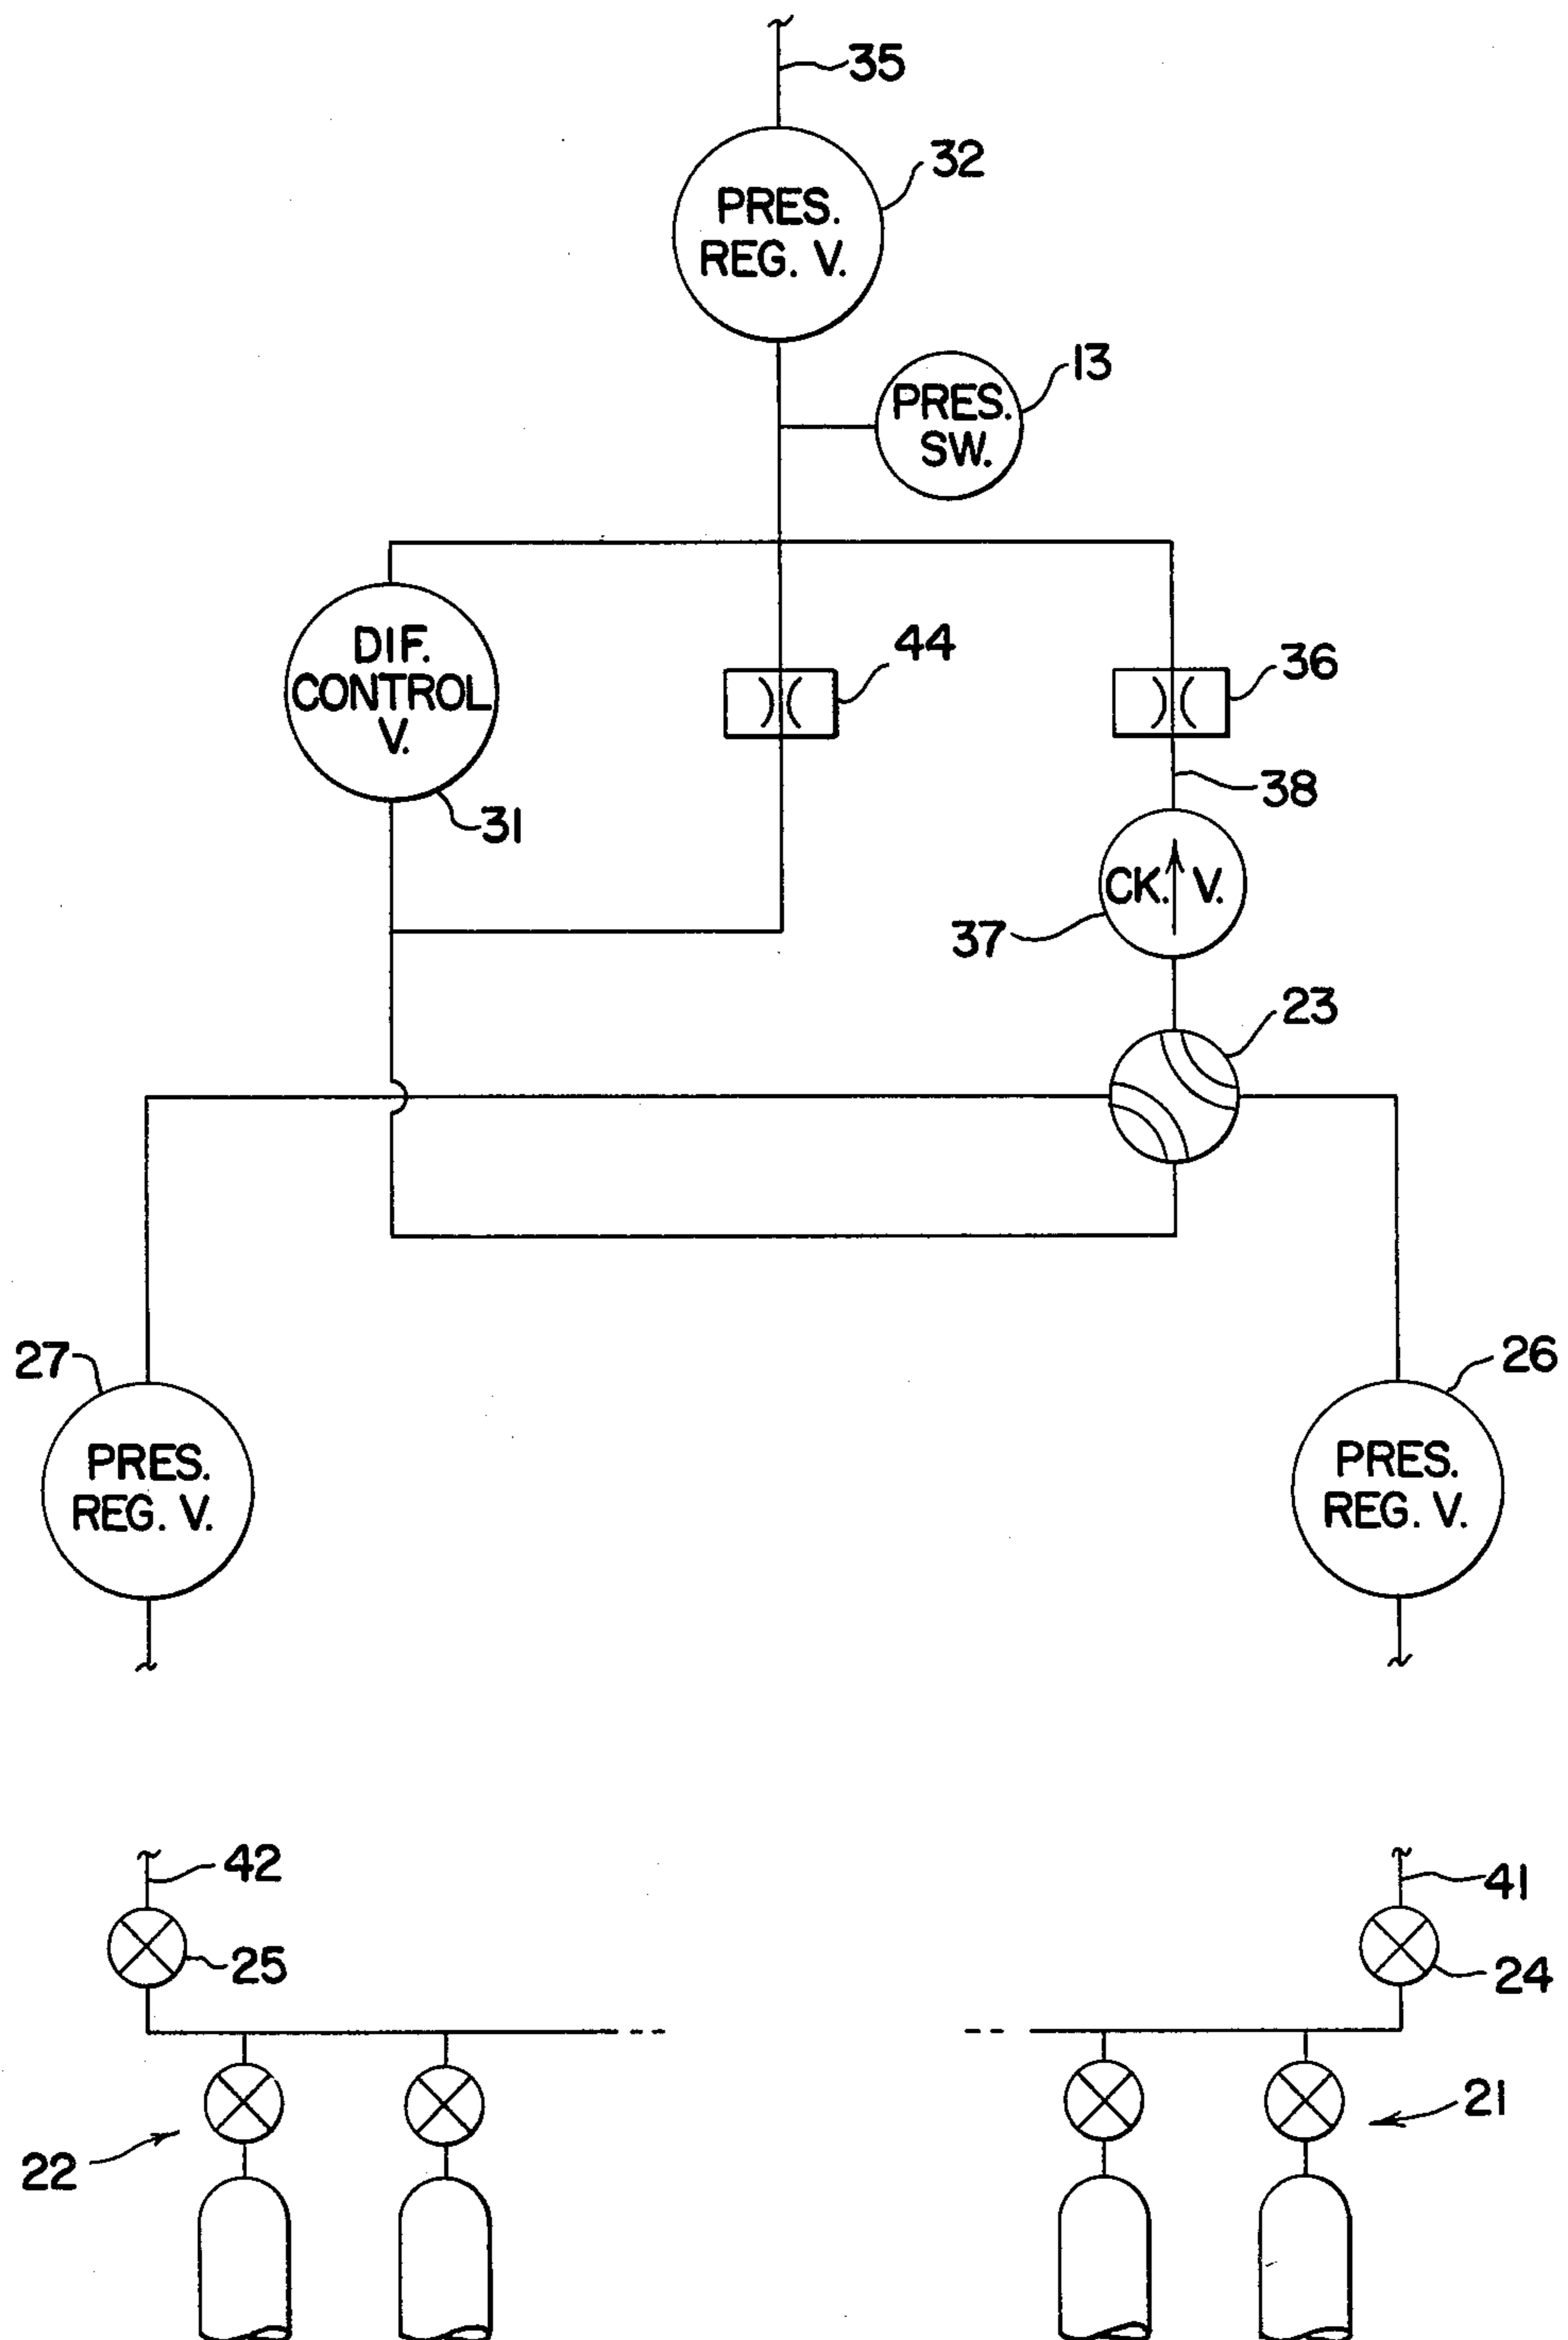 35
32
PRES.
REG. V.
13
PRES.
SW.
DIF.
CONTROL
V.
44
36
38
31
CK. V.
37
23
27
26
PRES.
REG. V.
PRES.
REG. V.
42
41
25
24
21
22